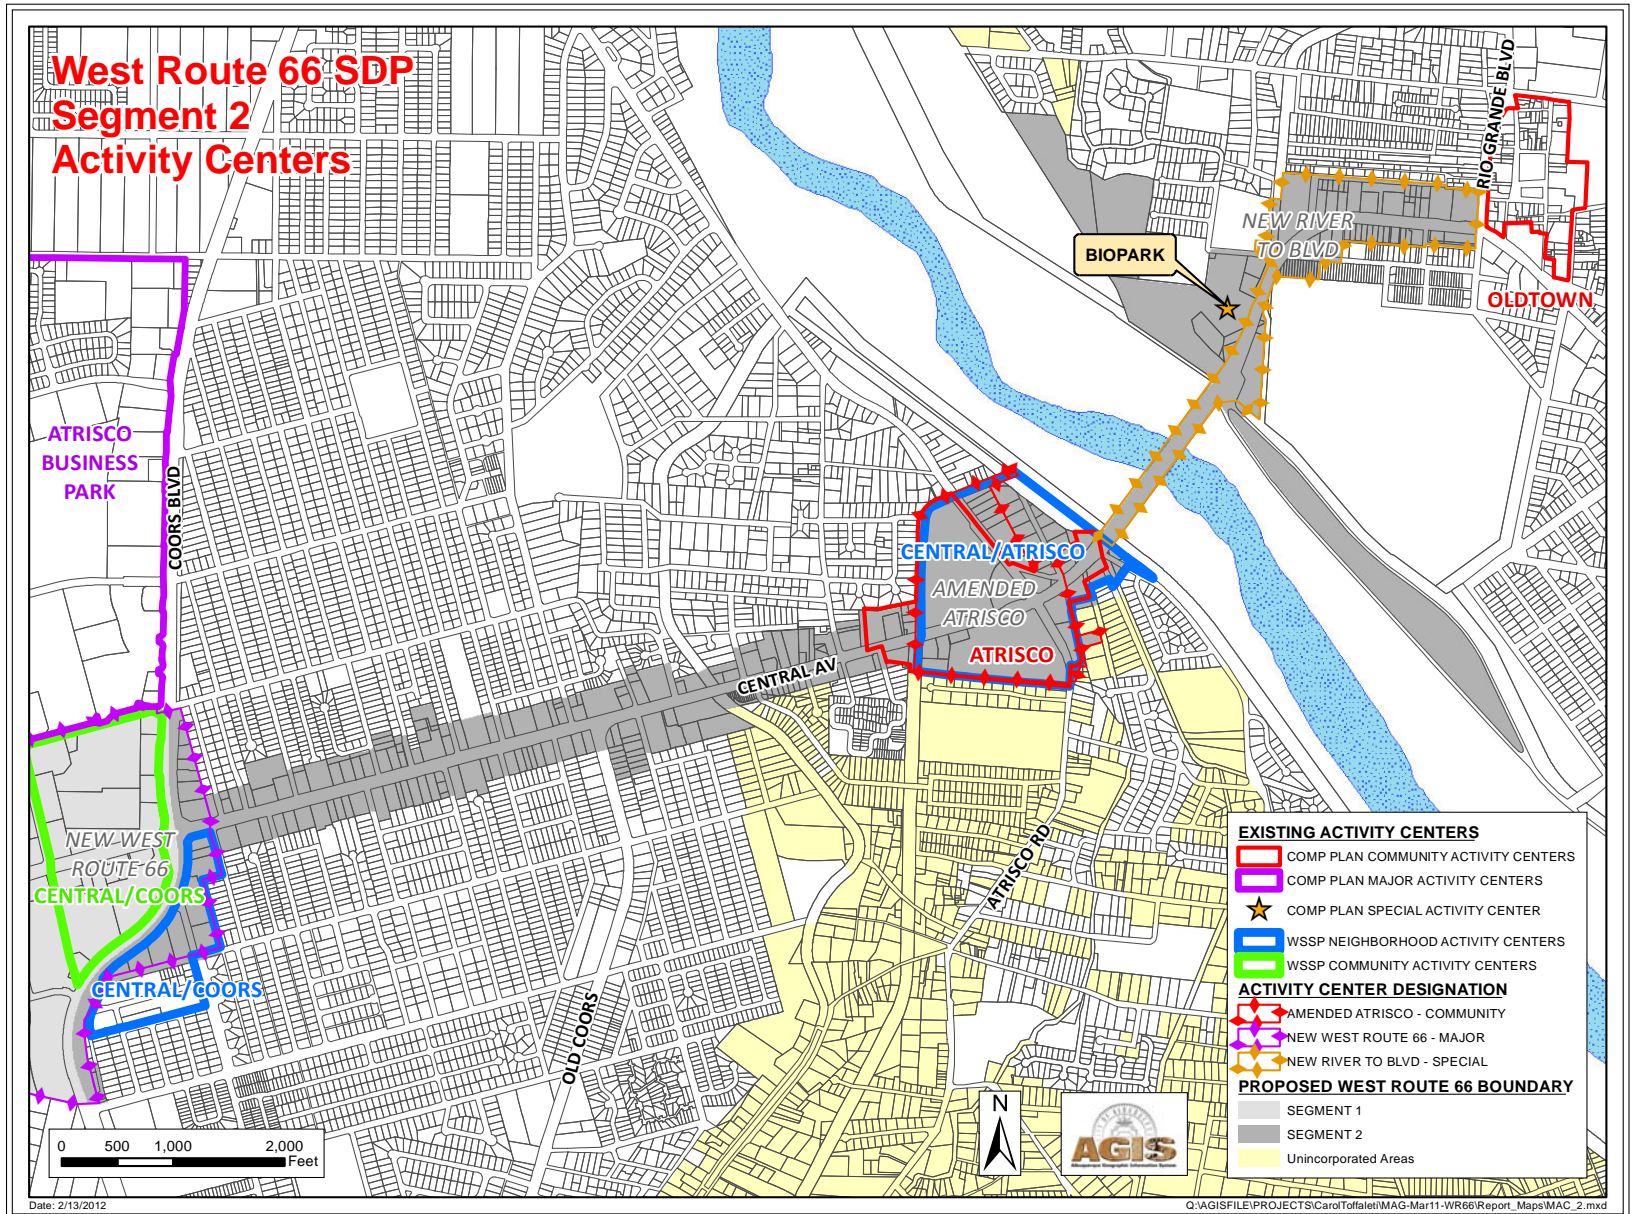 West Route 66 SDP
Segment 2
Activity Centers
RIO GRANDE BLVD
NEW RIVER
TO BLVD
BIOPARK
OLDTOWN
ATRISCO
BUSINESS
PARK
COORS BLVD
CENTRAL/ATRISCO
AMENDED
ATRISCO
ATRISCO
CENTRAL AV
NEW WEST
ROUTE 66
CENTRAL/COORS
CENTRAL/COORS
OLD COORS
ATRISCO RD
EXISTING ACTIVITY CENTERS
COMP PLAN COMMUNITY ACTIVITY CENTERS
COMP PLAN MAJOR ACTIVITY CENTERS
COMP PLAN SPECIAL ACTIVITY CENTER
WSSP NEIGHBORHOOD ACTIVITY CENTERS
WSSP COMMUNITY ACTIVITY CENTERS
ACTIVITY CENTER DESIGNATION
AMENDED ATRISCO - COMMUNITY
NEW WEST ROUTE 66 - MAJOR
NEW RIVER TO BLVD - SPECIAL
PROPOSED WEST ROUTE 66 BOUNDARY
SEGMENT 1
SEGMENT 2
Unincorporated Areas
0 500 1,000 2,000
Feet
N
AGIS
Albuquerque Geographic Information System
Date: 2/13/2012
Q:\AGISFILE\PROJECTS\CarolToffaleti\MAG-Mar11-WR66\Report_Maps\MAC_2.mxd